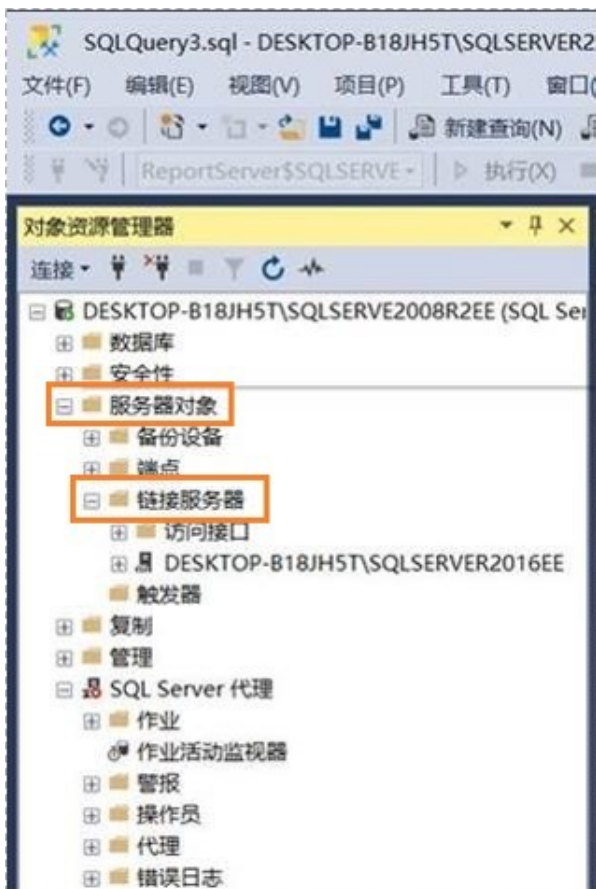 SQLQuery3.sql - DESKTOP-B18JH5T\SQLSERVER2
文件(F) 编辑(E) 视图(V) 项目(P) 工具(T) 窗口(
新建查询(N)
ReportServer$SQLSERVE 执行(X)
对象资源管理器
连接
DESKTOP-B18JH5T\SQLSERVE2008R2EE (SQL Ser
数据库
安全性
服务器对象
备份设备
端点
链接服务器
访问接口
DESKTOP-B18JH5T\SQLSERVER2016EE
触发器
复制
管理
SQL Server 代理
作业
作业活动监视器
警报
操作员
代理
错误日志